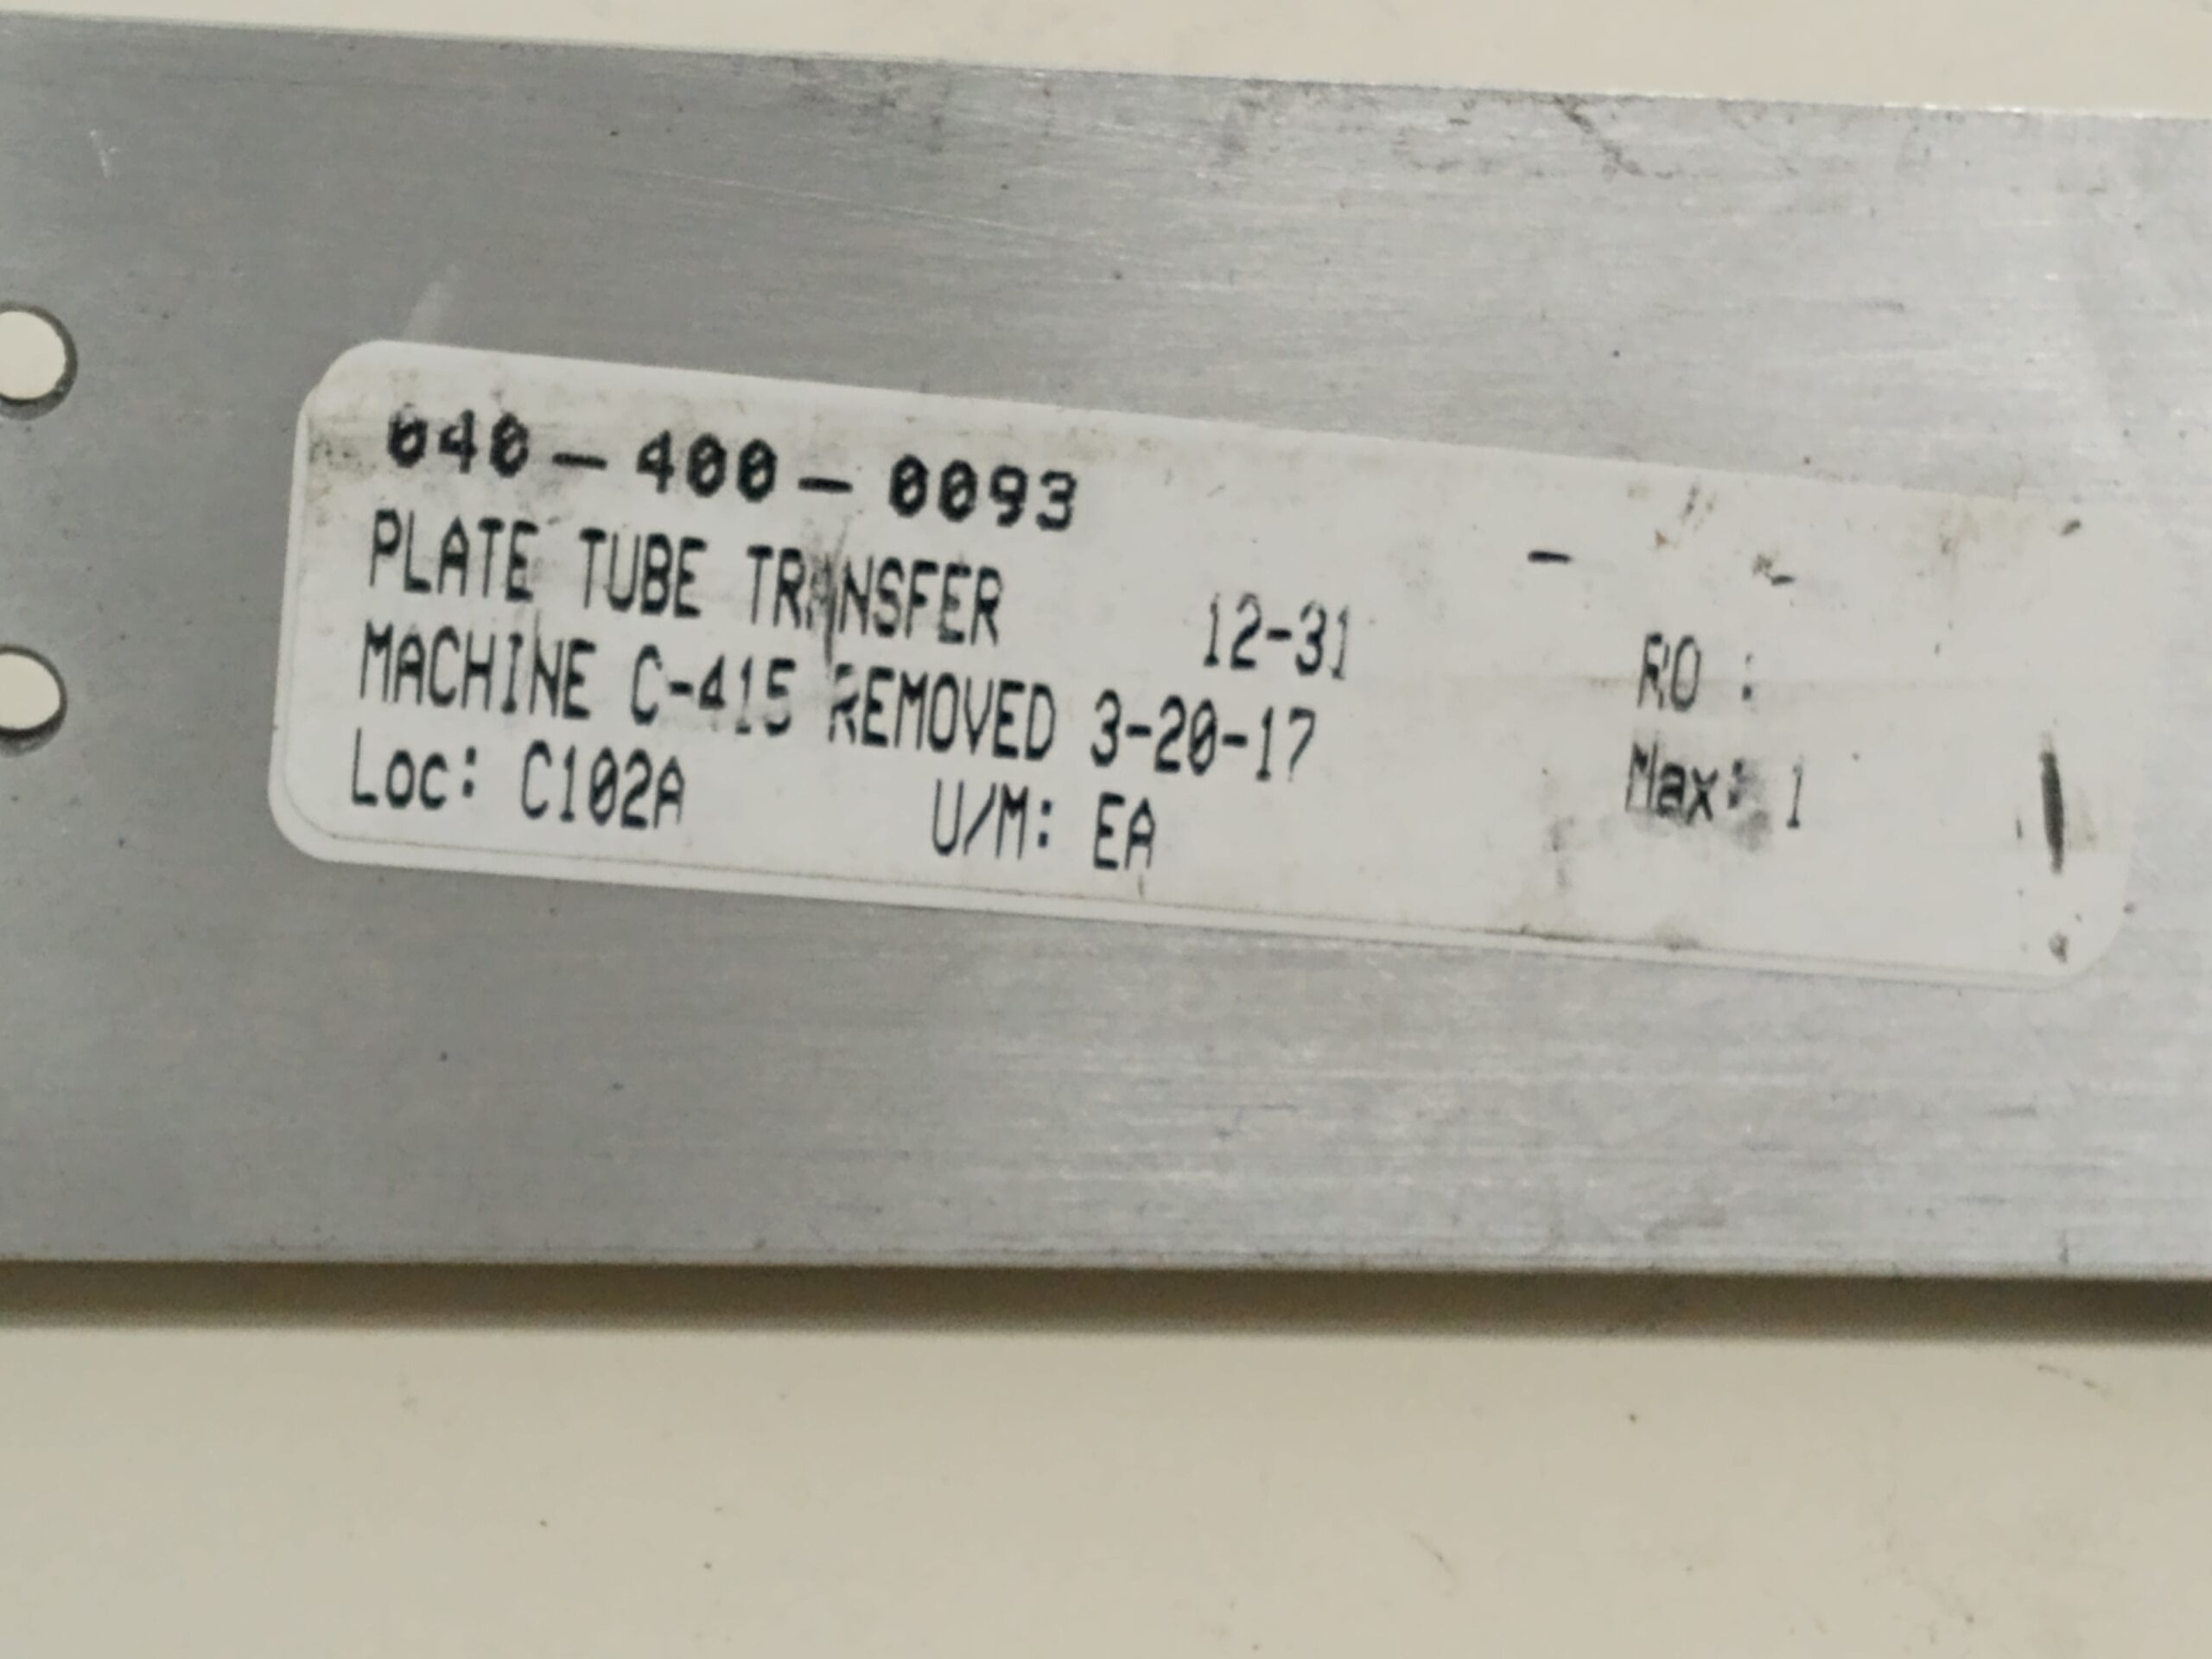 040-400-0093
PLATE TUBE TRANSFER 12-31 RO :
MACHINE C-415 REMOVED 3-20-17 Max: 1
Loc: C102A U/M: EA